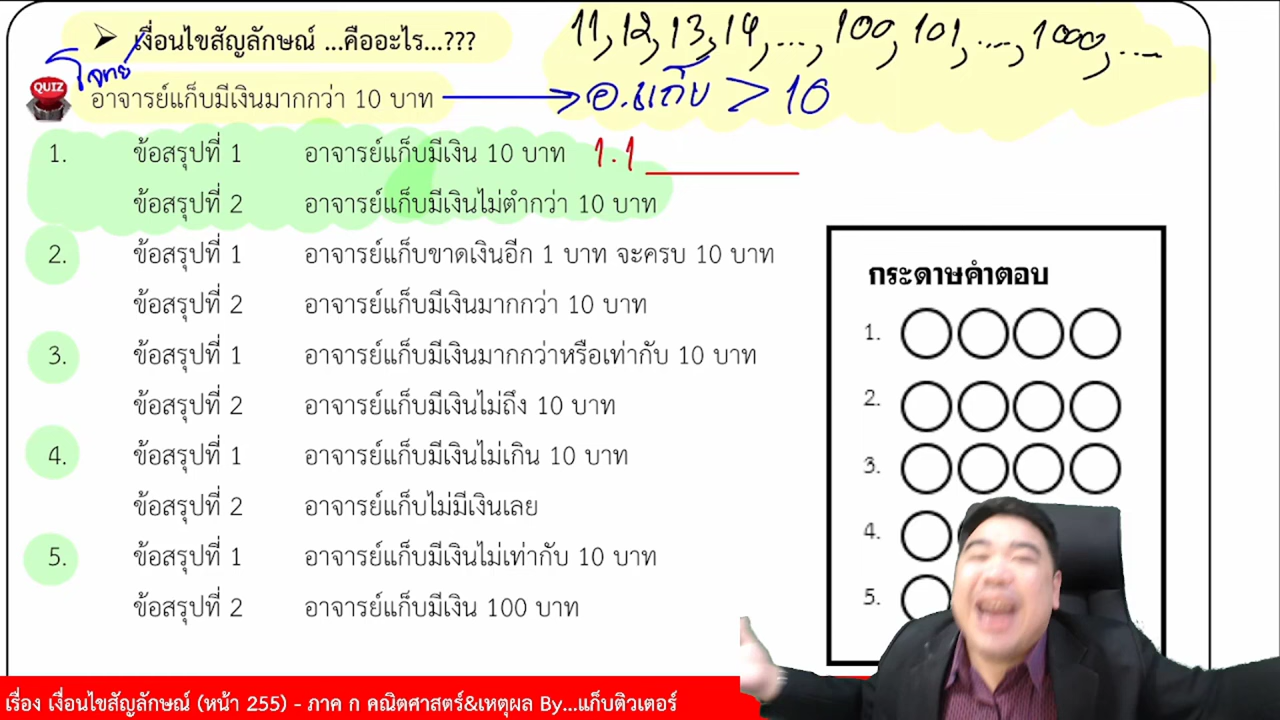 ➤ เงื่อนไขสัญลักษณ์ ...คืออะไร...???
11, 12, 13, 14, ..., 100, 101, ..., 1000, ...
โจทย์
QUIZ
อาจารย์แก็บมีเงินมากกว่า 10 บาท
อ.แก็บ > 10
1. ข้อสรุปที่ 1 อาจารย์แก็บมีเงิน 10 บาท 1.1
ข้อสรุปที่ 2 อาจารย์แก็บมีเงินไม่ต่ำกว่า 10 บาท
2. ข้อสรุปที่ 1 อาจารย์แก็บขาดเงินอีก 1 บาท จะครบ 10 บาท
ข้อสรุปที่ 2 อาจารย์แก็บมีเงินมากกว่า 10 บาท
3. ข้อสรุปที่ 1 อาจารย์แก็บมีเงินมากกว่าหรือเท่ากับ 10 บาท
ข้อสรุปที่ 2 อาจารย์แก็บมีเงินไม่ถึง 10 บาท
4. ข้อสรุปที่ 1 อาจารย์แก็บมีเงินไม่เกิน 10 บาท
ข้อสรุปที่ 2 อาจารย์แก็บไม่มีเงินเลย
5. ข้อสรุปที่ 1 อาจารย์แก็บมีเงินไม่เท่ากับ 10 บาท
ข้อสรุปที่ 2 อาจารย์แก็บมีเงิน 100 บาท
กระดาษคำตอบ
1.
2.
3.
4.
5.
เรื่อง เงื่อนไขสัญลักษณ์ (หน้า 255) - ภาค ก คณิตศาสตร์&เหตุผล By...แก็บติวเตอร์